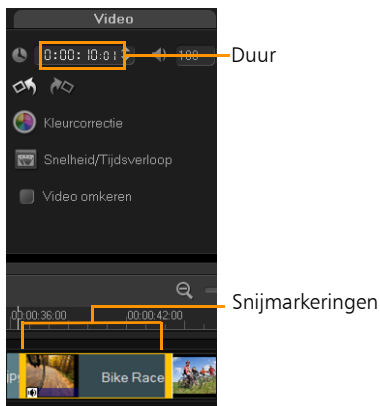 Video
0:00:10:01
100
Duur
Kleurcorrectie
Snelheid/Tijdsverloop
Video omkeren
Snijmarkeringen
00:00:36:00
00:00:42:00
Bike Race